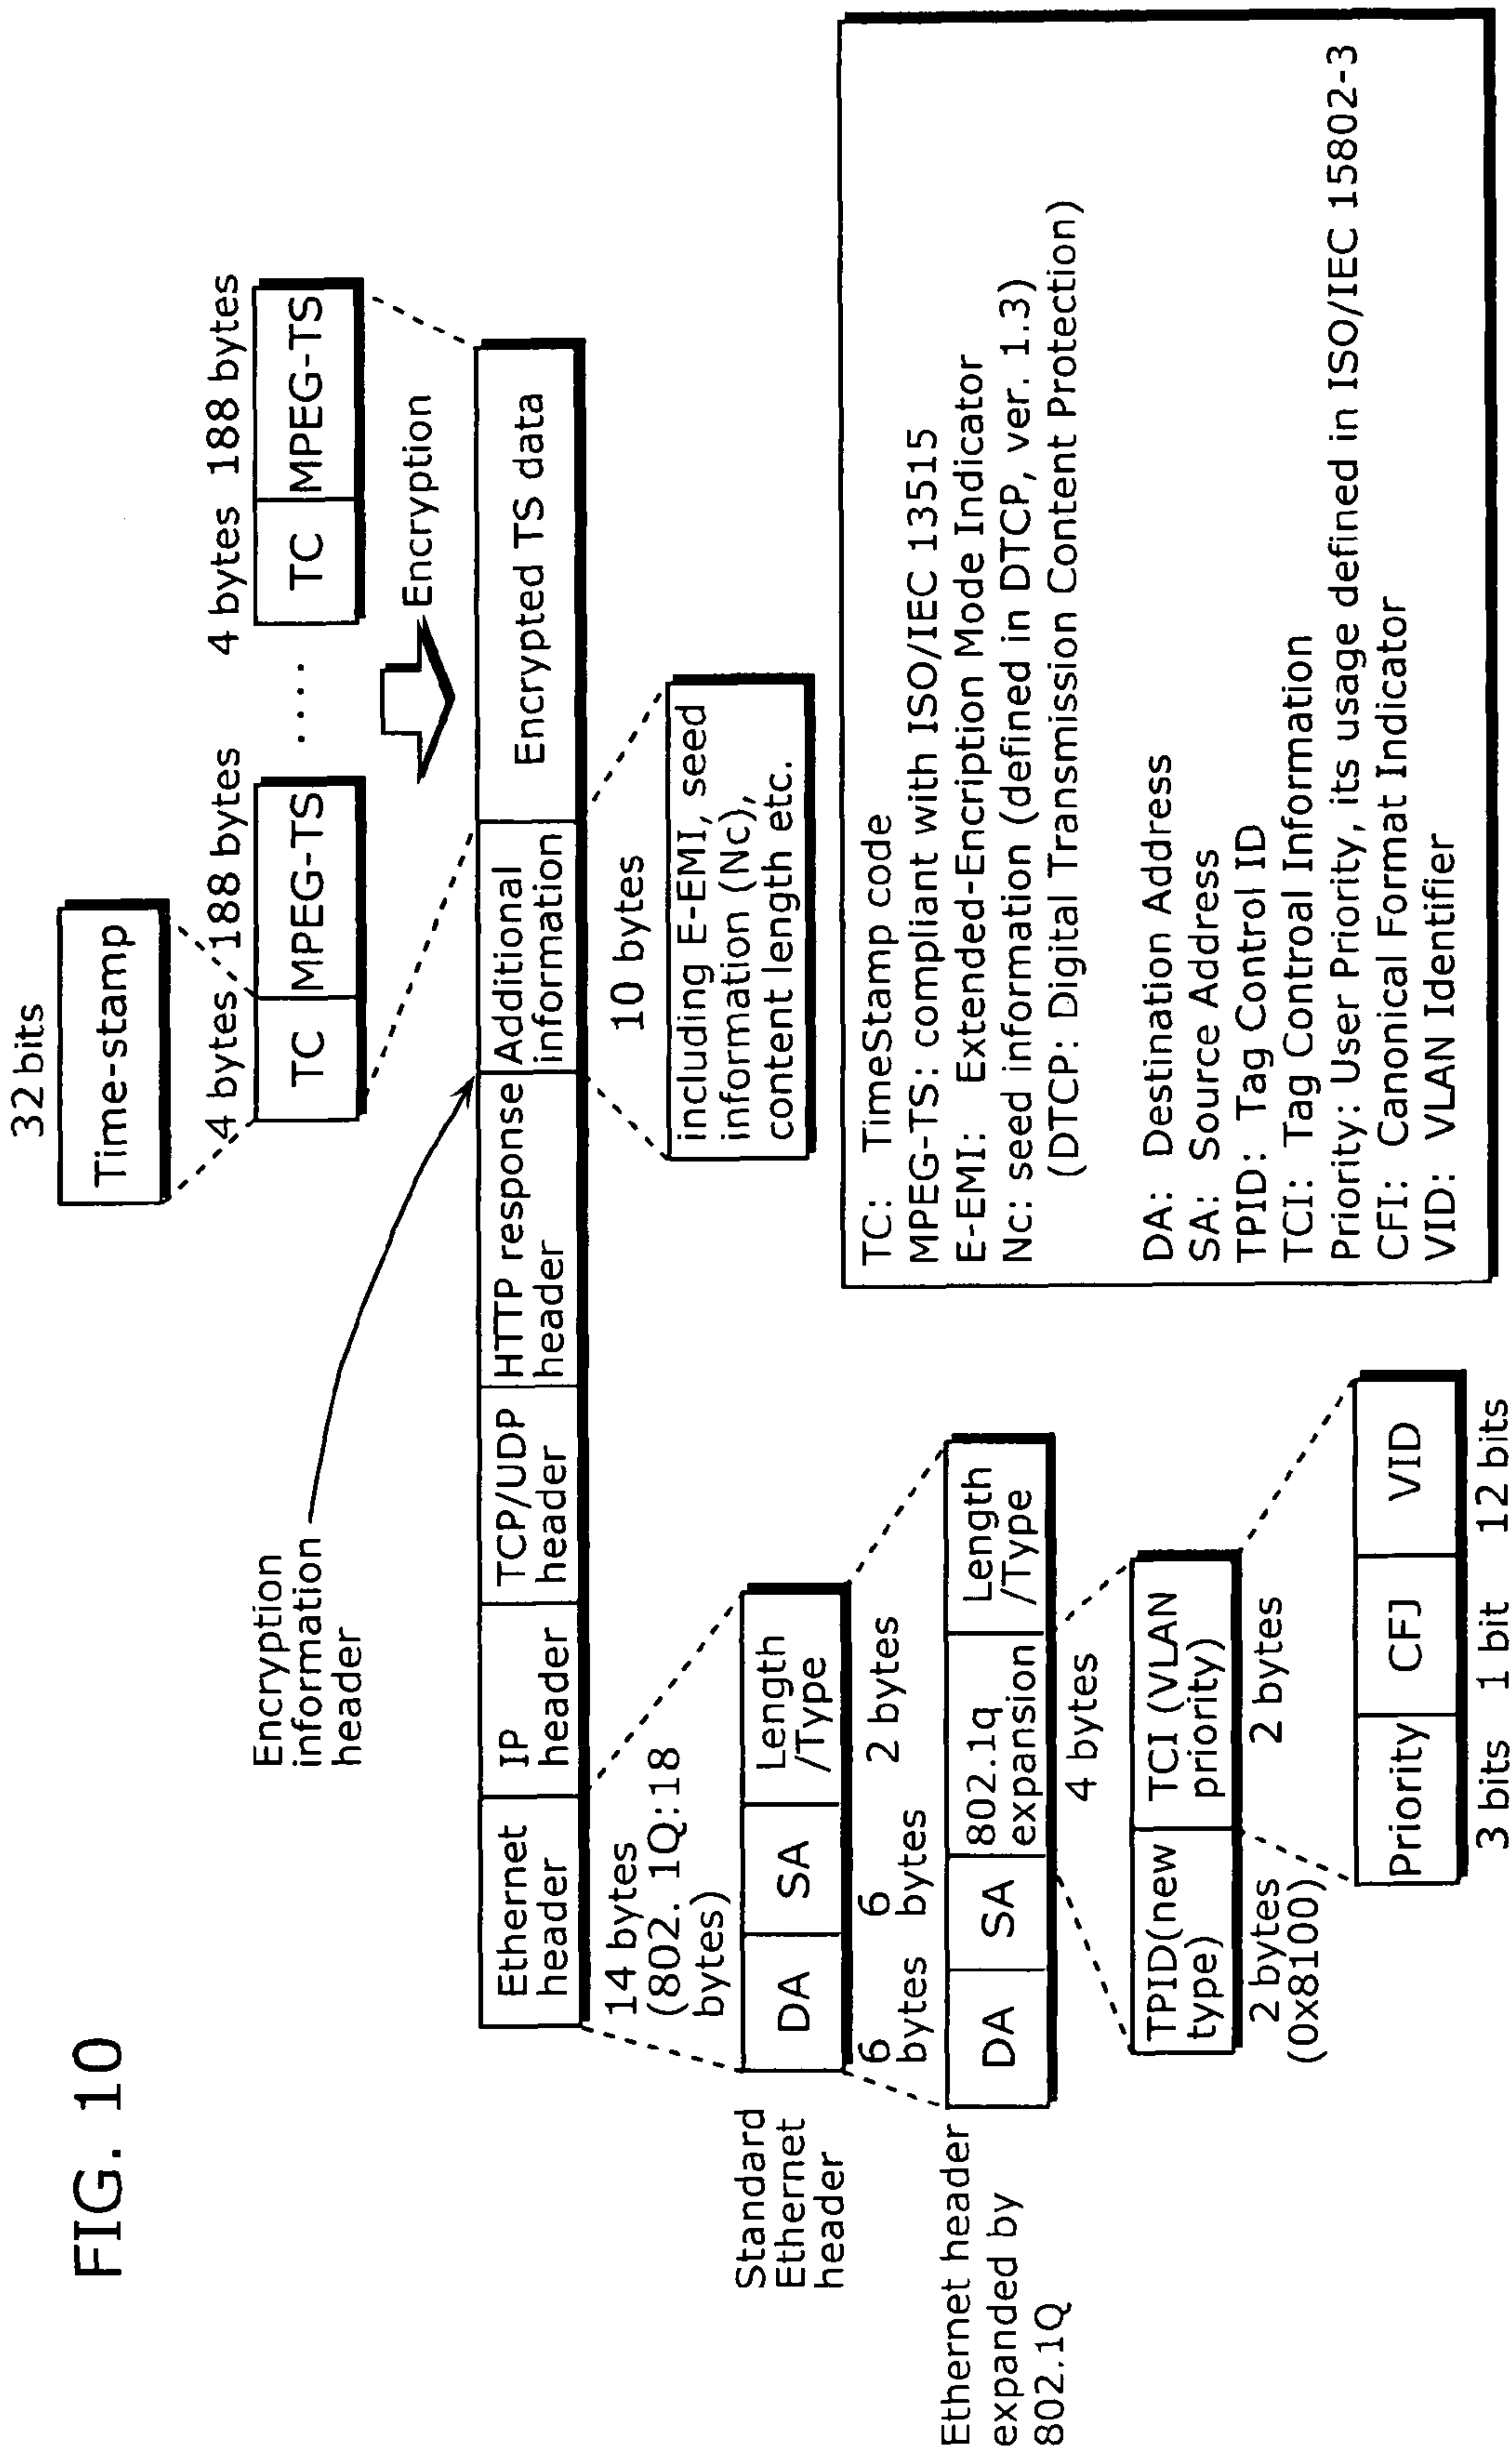 FIG. 10
32 bits
Time-stamp
4 bytes 188 bytes
4 bytes 188 bytes
TC MPEG-TS
....
TC MPEG-TS
Encryption
Encryption
information
header
Ethernet
header
IP
header
TCP/UDP
header
HTTP response
header
Additional
information
Encrypted TS data
14 bytes
(802.1Q:18
bytes)
10 bytes
including E-EMI, seed
information (Nc),
content length etc.
Standard
Ethernet
header
DA
SA
Length
/Type
6
bytes
6
bytes
2 bytes
Ethernet header
expanded by
802.1Q
DA
SA
802.1q
expansion
Length
/Type
4 bytes
TPID(new
type)
TCI (VLAN
priority)
2 bytes
(0x8100)
2 bytes
Priority
CFJ
VID
3 bits
1 bit
12 bits
TC: TimeStamp code
MPEG-TS: compliant with ISO/IEC 13515
E-EMI: Extended-Encription Mode Indicator
Nc: seed information (defined in DTCP, ver. 1.3)
(DTCP: Digital Transmission Content Protection)
DA: Destination Address
SA: Source Address
TPID: Tag Control ID
TCI: Tag Controal Information
Priority: User Priority, its usage defined in ISO/IEC 15802-3
CFI: Canonical Format Indicator
VID: VLAN Identifier